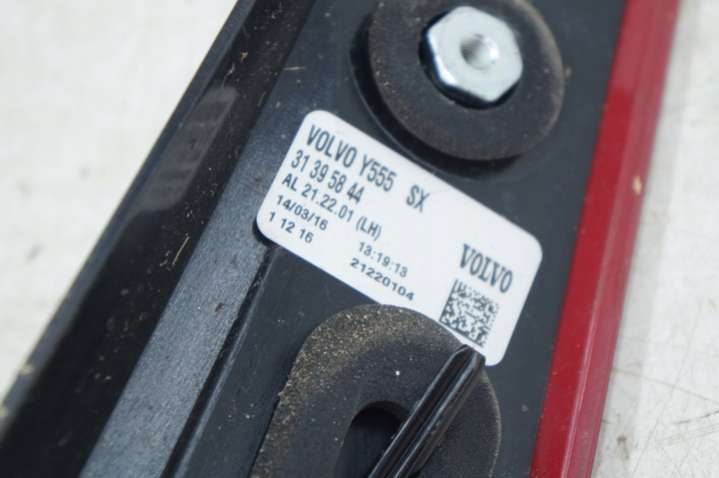 VOLVO Y555 SX
31 39 58 44
AL 21.22.01 (LH)
14/03/16 13:19:13
1 12 16 21220104
VOLVO